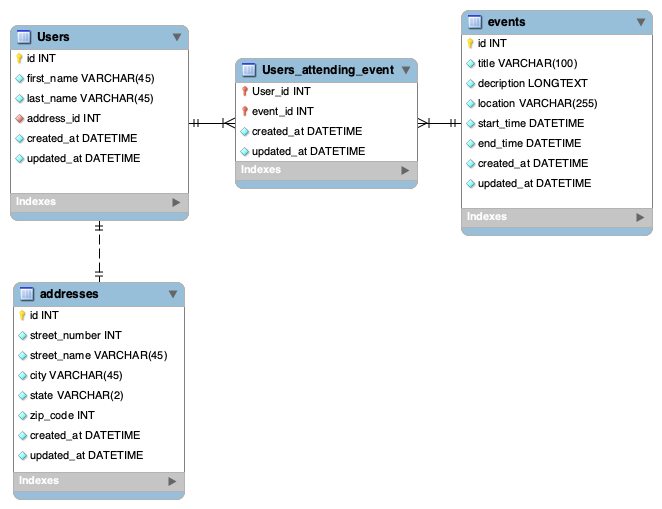 Users
id INT
first_name VARCHAR(45)
last_name VARCHAR(45)
address_id INT
created_at DATETIME
updated_at DATETIME
Indexes
Users_attending_event
User_id INT
event_id INT
created_at DATETIME
updated_at DATETIME
Indexes
events
id INT
title VARCHAR(100)
decription LONGTEXT
location VARCHAR(255)
start_time DATETIME
end_time DATETIME
created_at DATETIME
updated_at DATETIME
Indexes
addresses
id INT
street_number INT
street_name VARCHAR(45)
city VARCHAR(45)
state VARCHAR(2)
zip_code INT
created_at DATETIME
updated_at DATETIME
Indexes